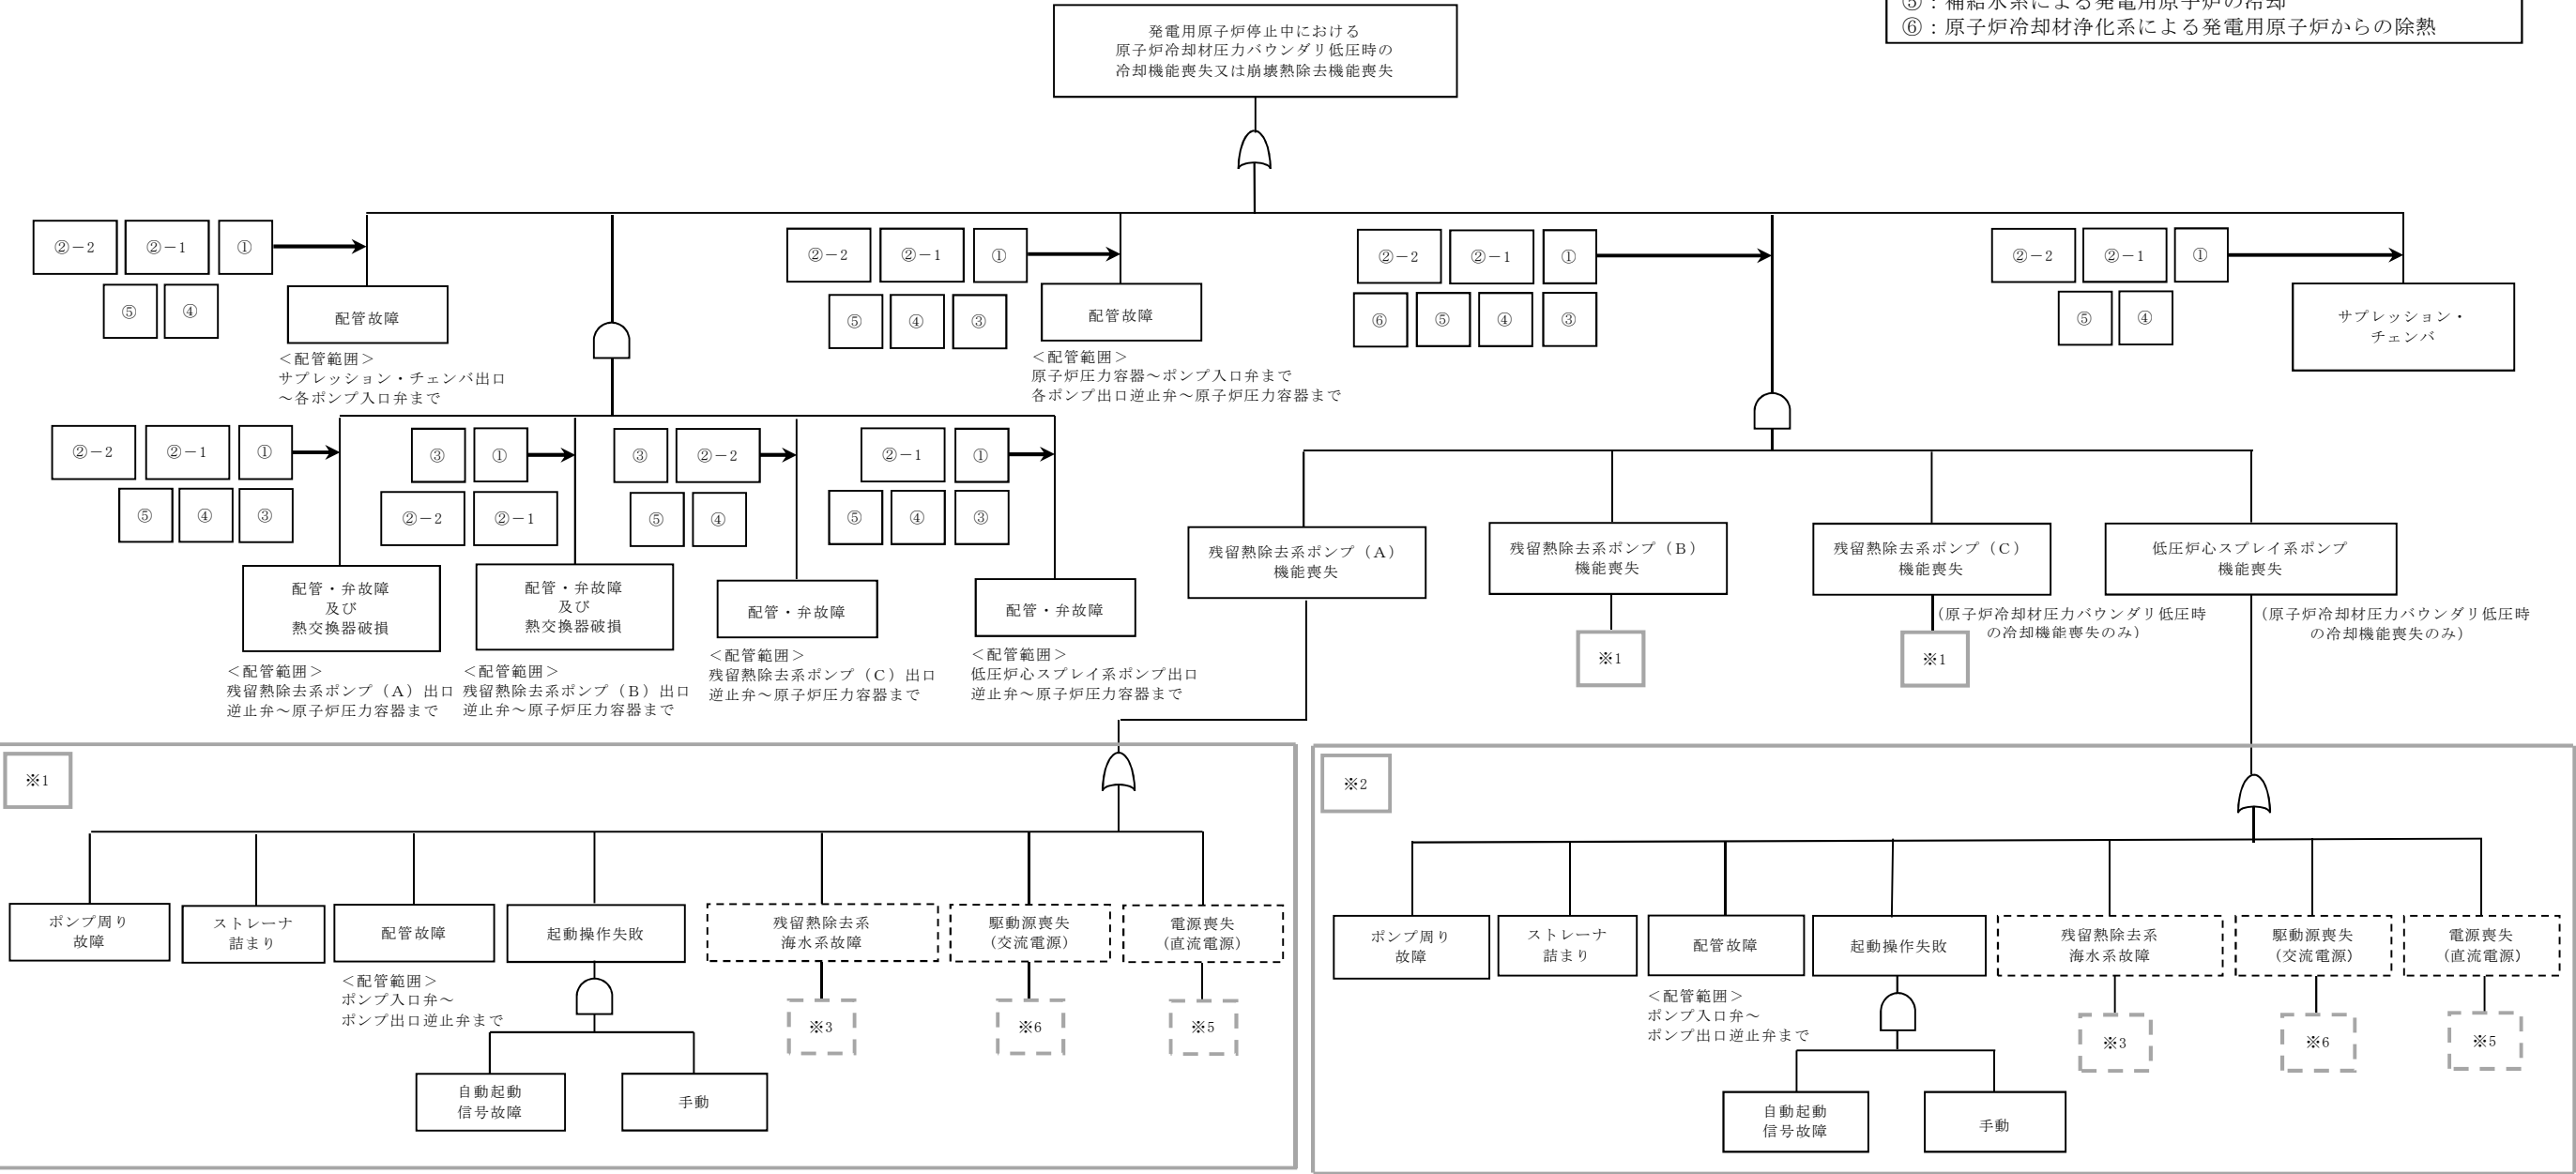 ⑤：補給水系による発電用原子炉の冷却
⑥：原子炉冷却材浄化系による発電用原子炉からの除熱
発電用原子炉停止中における
原子炉冷却材圧力バウンダリ低圧時の
冷却機能喪失又は崩壊熱除去機能喪失
②－2
②－1
①
⑤
④
配管故障
＜配管範囲＞
サプレッション・チェンバ出口
～各ポンプ入口弁まで
②－2
②－1
①
⑤
④
③
配管故障
＜配管範囲＞
原子炉圧力容器～ポンプ入口弁まで
各ポンプ出口逆止弁～原子炉圧力容器まで
②－2
②－1
①
⑥
⑤
④
③
②－2
②－1
①
⑤
④
サプレッション・
チェンバ
②－2
②－1
①
⑤
④
③
配管・弁故障
及び
熱交換器破損
＜配管範囲＞
残留熱除去系ポンプ（A）出口
逆止弁～原子炉圧力容器まで
③
①
②－2
②－1
配管・弁故障
及び
熱交換器破損
＜配管範囲＞
残留熱除去系ポンプ（B）出口
逆止弁～原子炉圧力容器まで
③
②－2
⑤
④
配管・弁故障
＜配管範囲＞
残留熱除去系ポンプ（C）出口
逆止弁～原子炉圧力容器まで
②－1
①
⑤
④
③
配管・弁故障
＜配管範囲＞
低圧炉心スプレイ系ポンプ出口
逆止弁～原子炉圧力容器まで
残留熱除去系ポンプ（A）
機能喪失
残留熱除去系ポンプ（B）
機能喪失
※1
残留熱除去系ポンプ（C）
機能喪失
（原子炉冷却材圧力バウンダリ低圧時
の冷却機能喪失のみ）
※1
低圧炉心スプレイ系ポンプ
機能喪失
（原子炉冷却材圧力バウンダリ低圧時
の冷却機能喪失のみ）
※1
ポンプ周り
故障
ストレーナ
詰まり
配管故障
＜配管範囲＞
ポンプ入口弁～
ポンプ出口逆止弁まで
起動操作失敗
自動起動
信号故障
手動
残留熱除去系
海水系故障
※3
駆動源喪失
（交流電源）
※6
電源喪失
（直流電源）
※5
※2
ポンプ周り
故障
ストレーナ
詰まり
配管故障
＜配管範囲＞
ポンプ入口弁～
ポンプ出口逆止弁まで
起動操作失敗
自動起動
信号故障
手動
残留熱除去系
海水系故障
※3
駆動源喪失
（交流電源）
※6
電源喪失
（直流電源）
※5